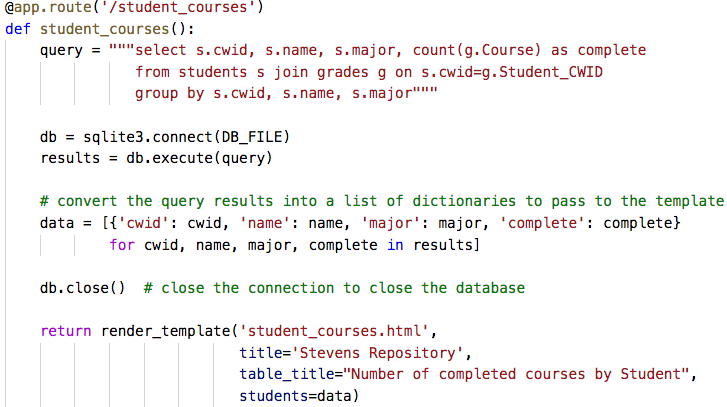 @app.route('/student_courses')
def student_courses():
    query = """select s.cwid, s.name, s.major, count(g.Course) as complete
               from students s join grades g on s.cwid=g.Student_CWID
               group by s.cwid, s.name, s.major"""
    db = sqlite3.connect(DB_FILE)
    results = db.execute(query)
    # convert the query results into a list of dictionaries to pass to the template
    data = [{'cwid': cwid, 'name': name, 'major': major, 'complete': complete}
            for cwid, name, major, complete in results]
    db.close()  # close the connection to close the database
    return render_template('student_courses.html',
                           title='Stevens Repository',
                           table_title="Number of completed courses by Student",
                           students=data)